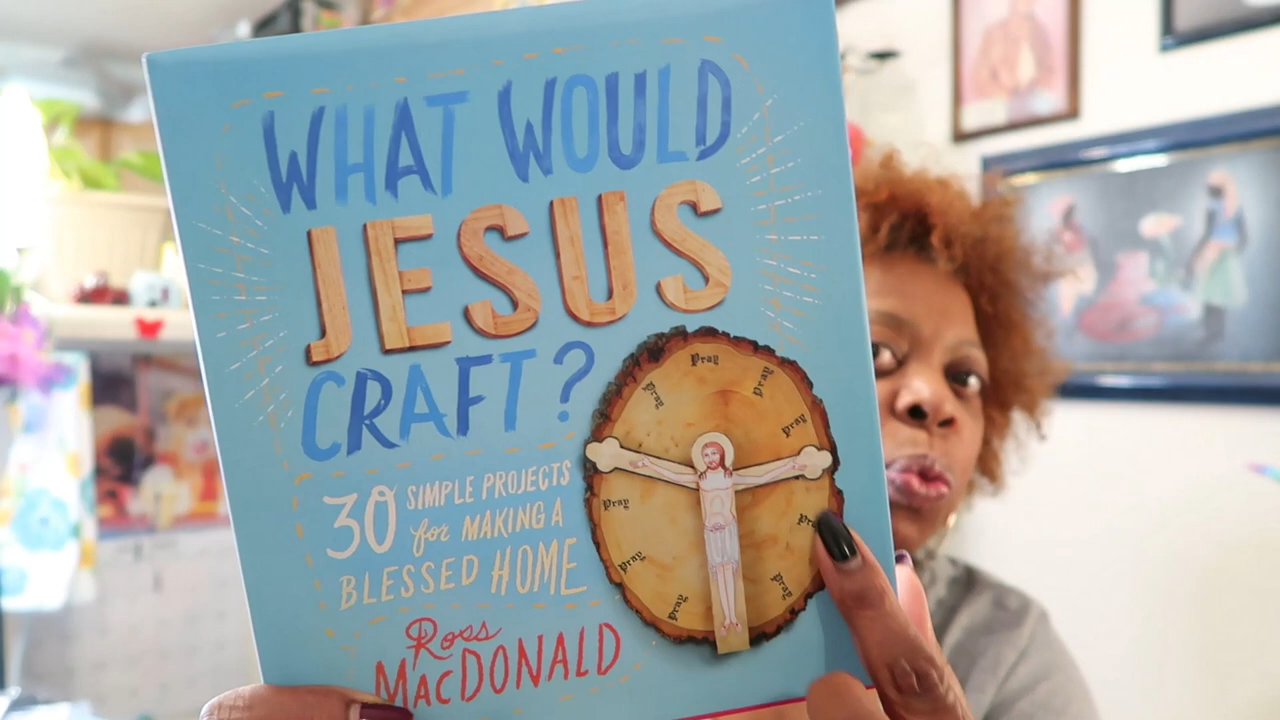 WHAT WOULD
JESUS
CRAFT?
30 SIMPLE PROJECTS
for MAKING A
BLESSED HOME
Ross
MACDONALD
Pray
Pray
Pray
Pray
Pray
Pray
Pray
Pray